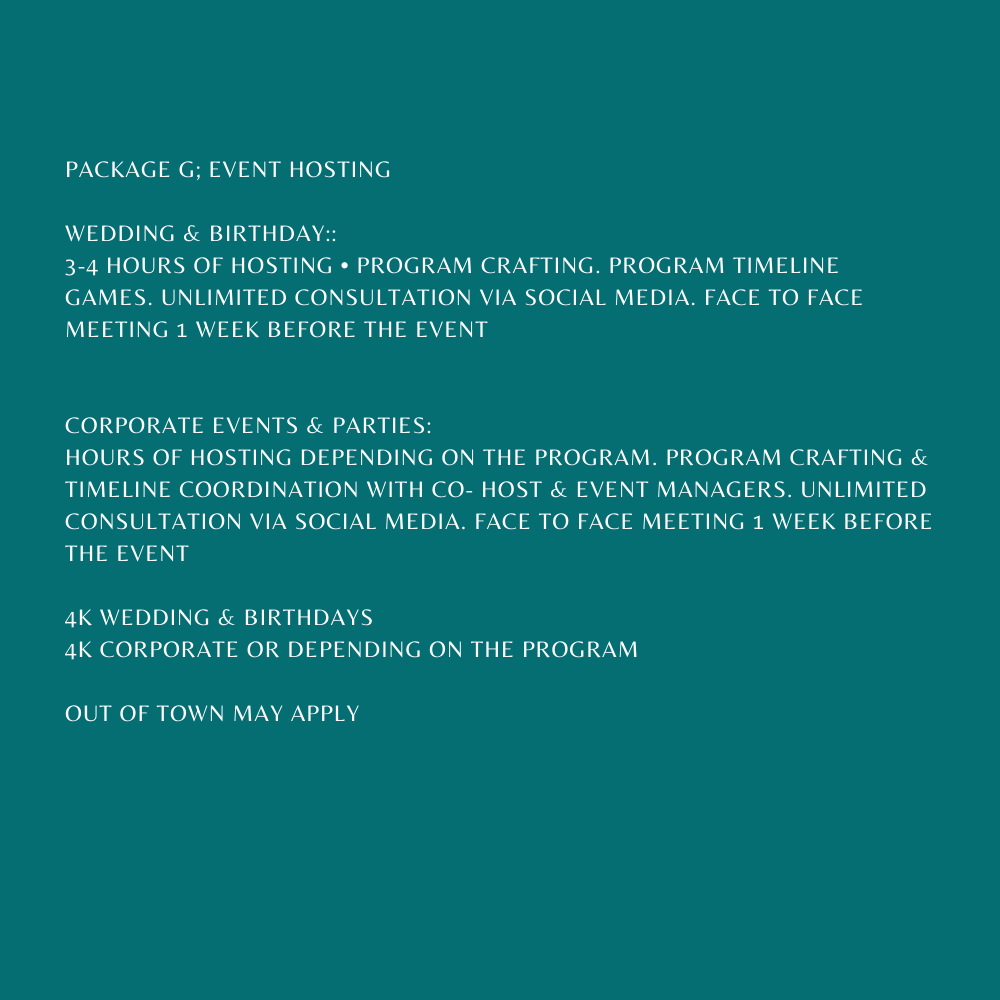 PACKAGE G; EVENT HOSTING
WEDDING & BIRTHDAY::
3-4 HOURS OF HOSTING • PROGRAM CRAFTING. PROGRAM TIMELINE
GAMES. UNLIMITED CONSULTATION VIA SOCIAL MEDIA. FACE TO FACE
MEETING 1 WEEK BEFORE THE EVENT
CORPORATE EVENTS & PARTIES:
HOURS OF HOSTING DEPENDING ON THE PROGRAM. PROGRAM CRAFTING &
TIMELINE COORDINATION WITH CO- HOST & EVENT MANAGERS. UNLIMITED
CONSULTATION VIA SOCIAL MEDIA. FACE TO FACE MEETING 1 WEEK BEFORE
THE EVENT
4K WEDDING & BIRTHDAYS
4K CORPORATE OR DEPENDING ON THE PROGRAM
OUT OF TOWN MAY APPLY